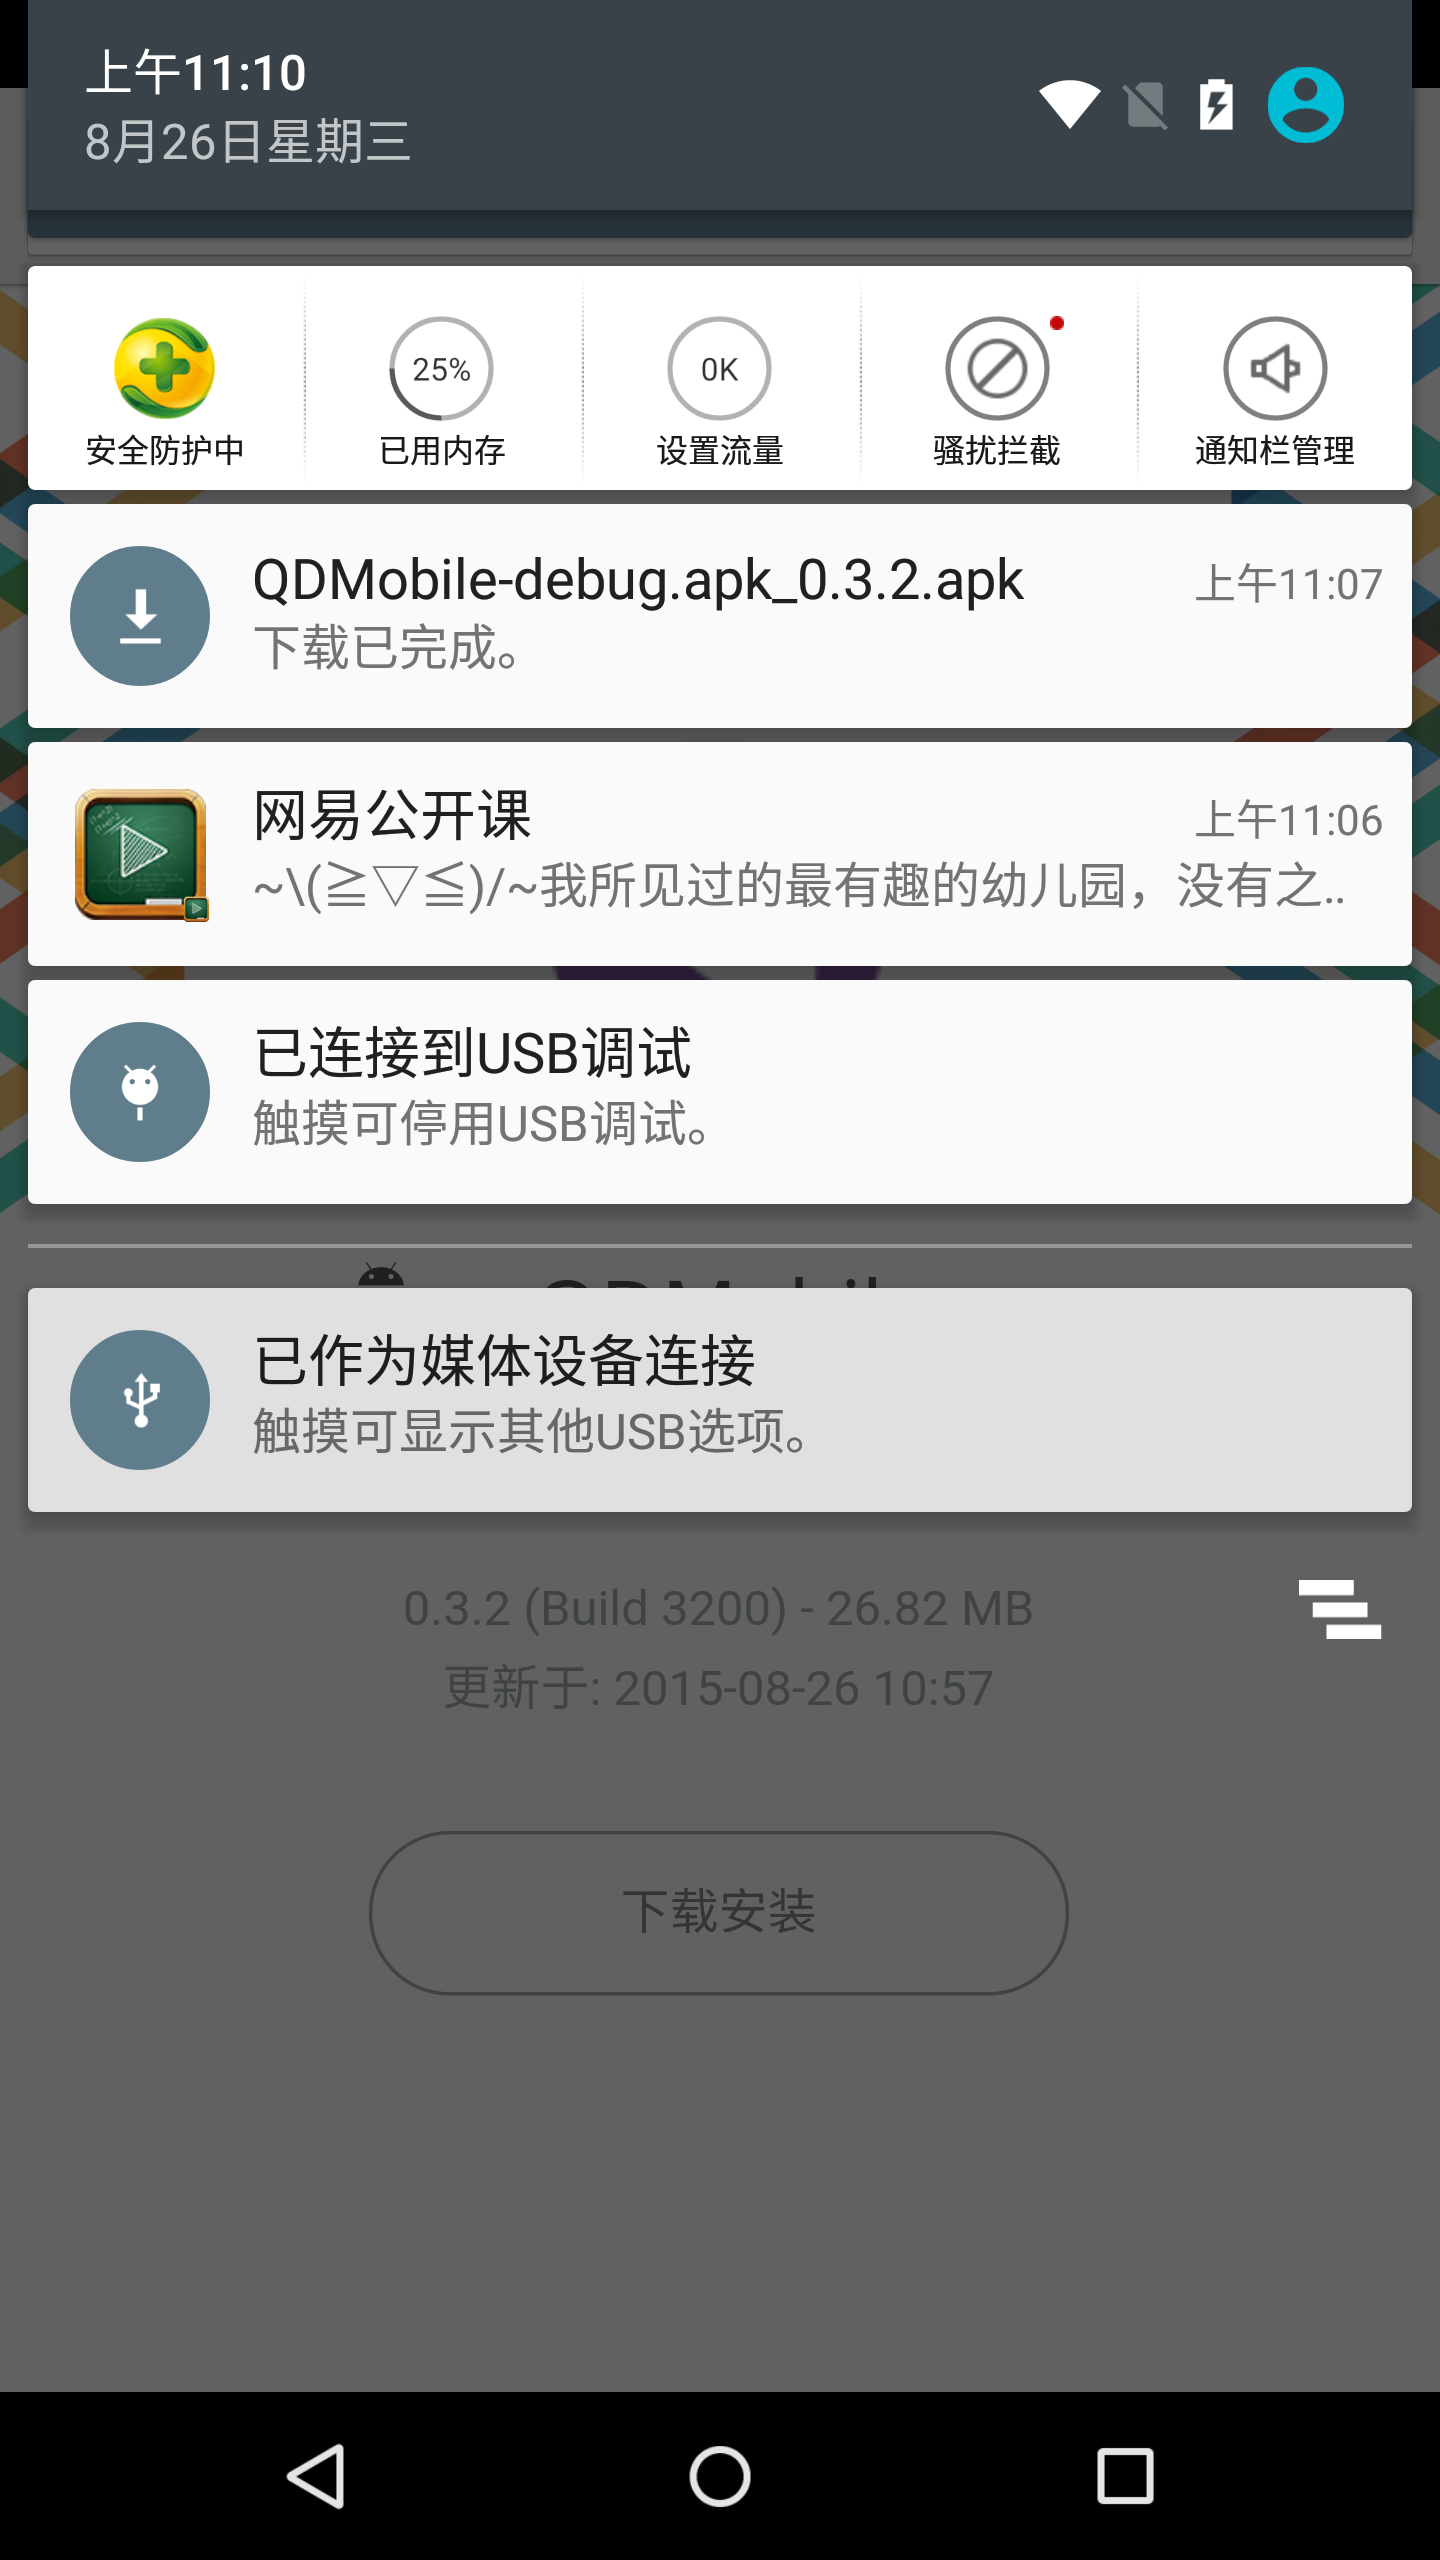 上午11:10
8月26日星期三
25%
0K
安全防护中
已用内存
设置流量
骚扰拦截
通知栏管理
QDMobile-debug.apk_0.3.2.apk
上午11:07
下载已完成。
网易公开课
上午11:06
~\(≧▽≦)/~我所见过的最有趣的幼儿园，没有之..
已连接到USB调试
触摸可停用USB调试。
已作为媒体设备连接
触摸可显示其他USB选项。
0.3.2 (Build 3200) - 26.82 MB
更新于: 2015-08-26 10:57
下载安装